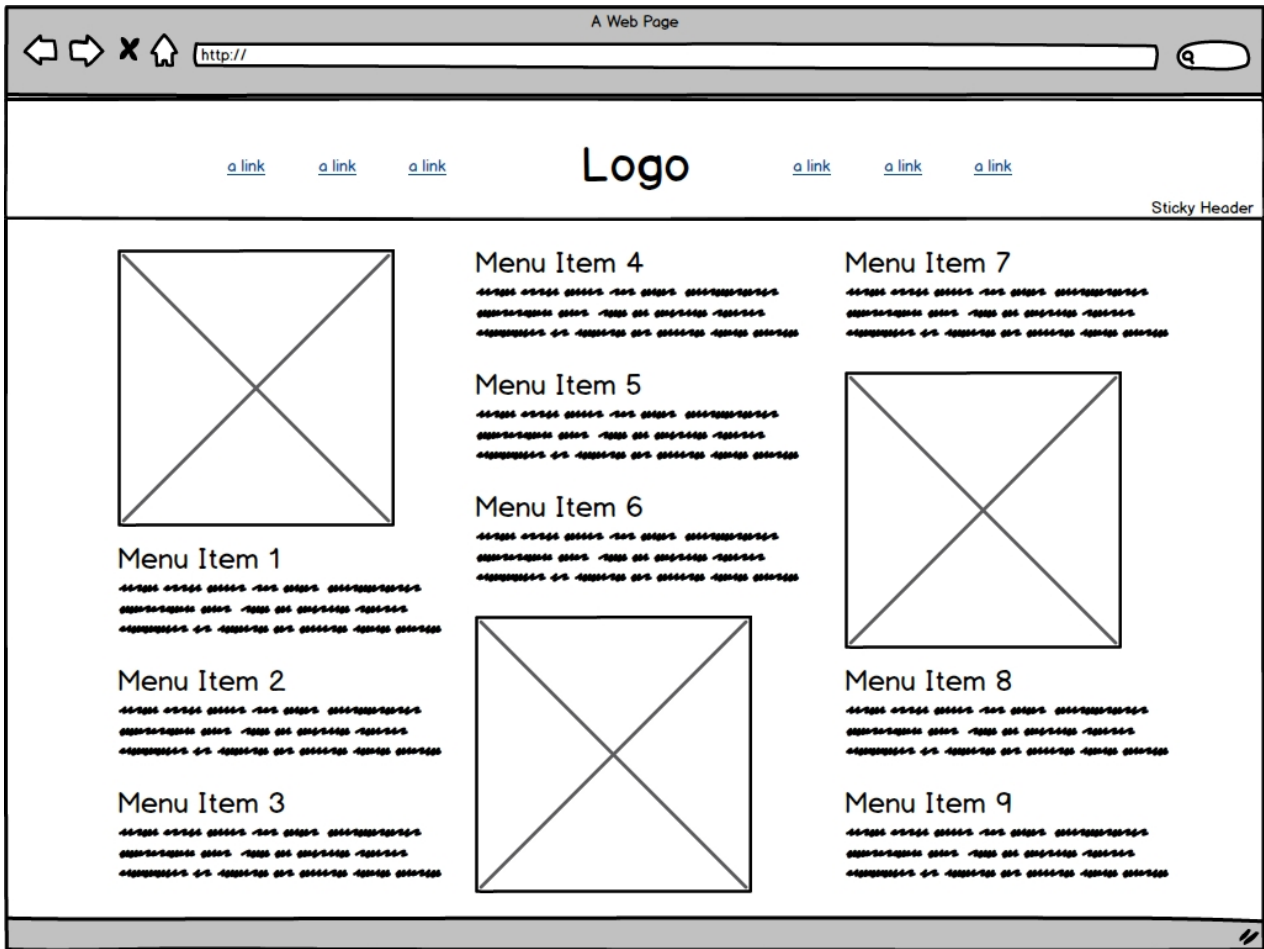 A Web Page
http://
a link a link a link Logo a link a link a link
Sticky Header
Menu Item 1
Menu Item 2
Menu Item 3
Menu Item 4
Menu Item 5
Menu Item 6
Menu Item 7
Menu Item 8
Menu Item 9